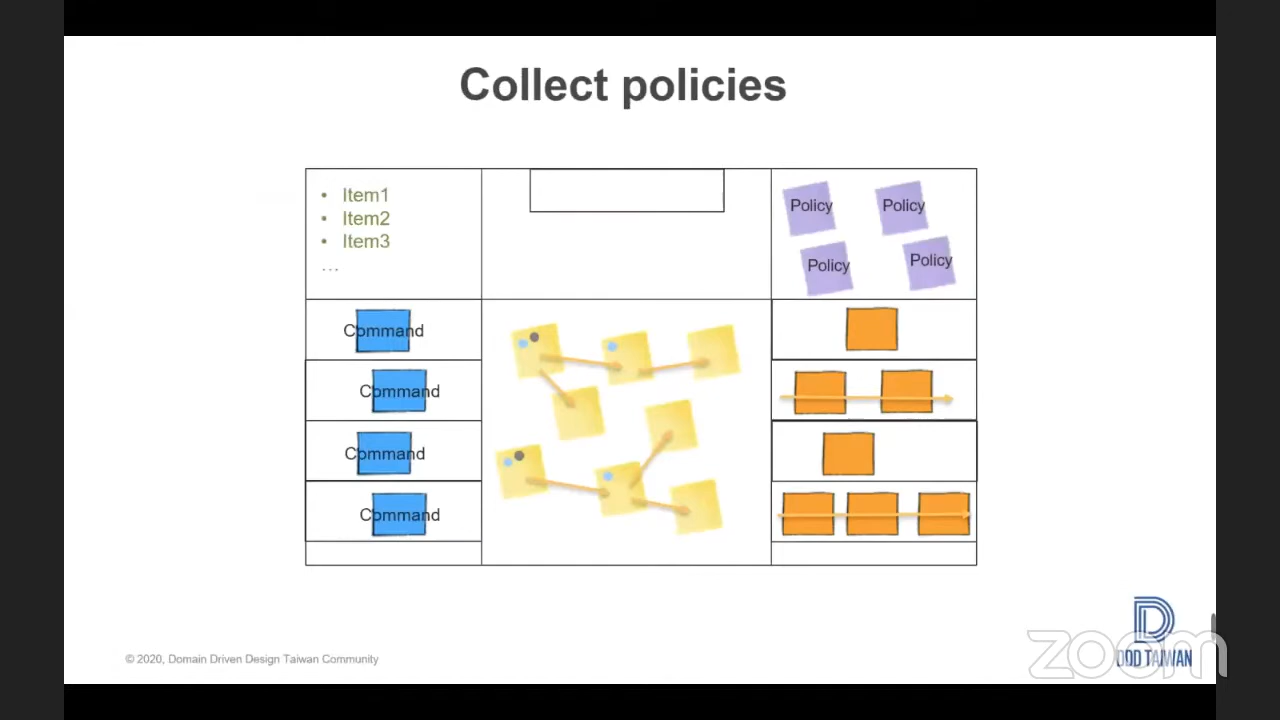 Collect policies
• Item1
• Item2
• Item3
...
Policy
Policy
Policy
Policy
Command
Command
Command
Command
© 2020, Domain Driven Design Taiwan Community
DDD TAIWAN
zoom